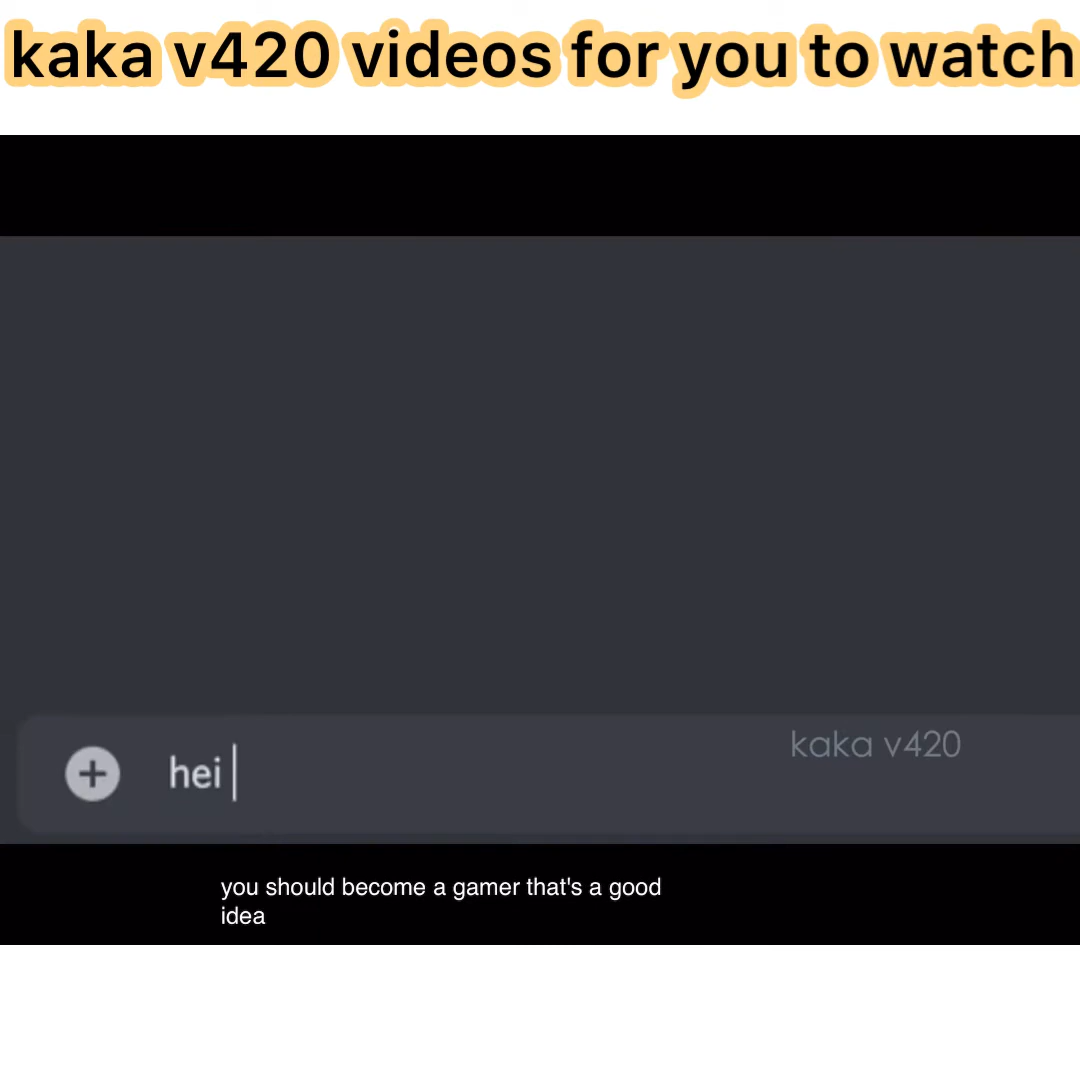 kaka v420 videos for you to watch
kaka v420
hei
you should become a gamer that's a good
idea